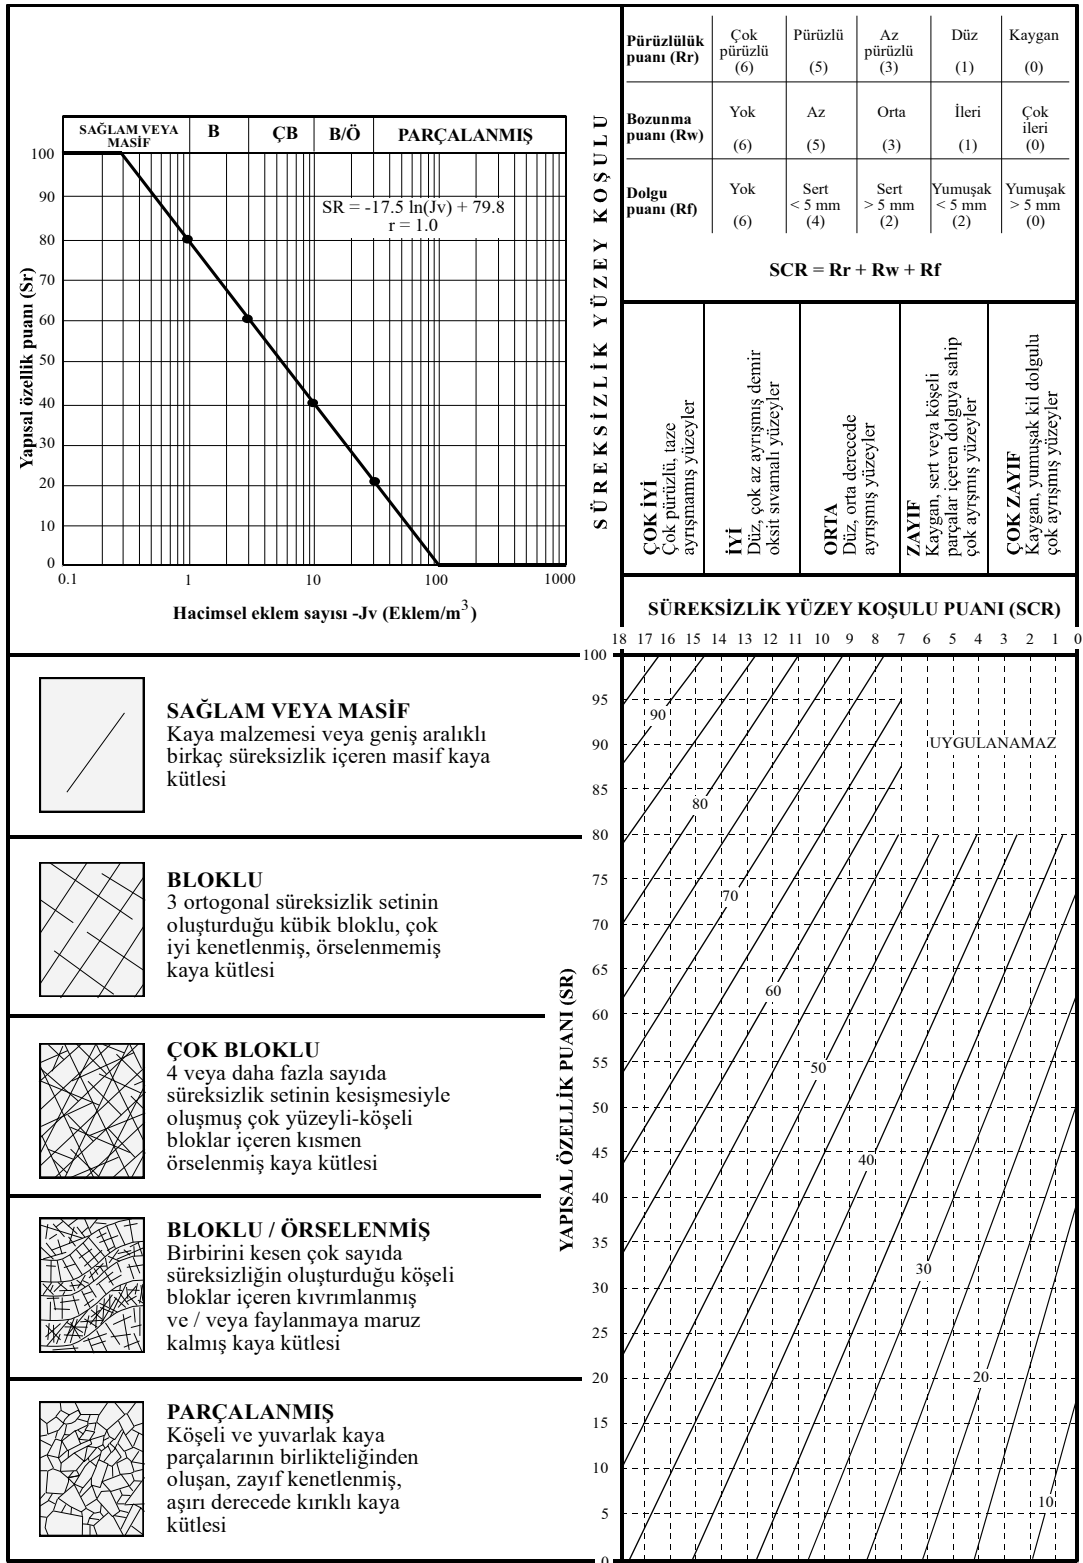 SAĞLAM VEYA
MASİF
B
ÇB
B/Ö
PARÇALANMIŞ
100
90
80
70
60
50
40
30
20
10
0
SR = -17.5 ln(Jv) + 79.8
r = 1.0
Yapısal özellik puanı (Sr)
0.1
1
10
100
1000
Hacimsel eklem sayısı -Jv (Eklem/m3)
SÜREKSİZLİK YÜZEY KOŞULU
Pürüzlülük
puanı (Rr)
Çok
pürüzlü
(6)
Pürüzlü
(5)
Az
pürüzlü
(3)
Düz
(1)
Kaygan
(0)
Bozunma
puanı (Rw)
Yok
(6)
Az
(5)
Orta
(3)
İleri
(1)
Çok
ileri
(0)
Dolgu
puanı (Rf)
Yok
(6)
Sert
< 5 mm
(4)
Sert
> 5 mm
(2)
Yumuşak
< 5 mm
(2)
Yumuşak
> 5 mm
(0)
SCR = Rr + Rw + Rf
ÇOK İYİ
Çok pürüzlü, taze
ayrışmamış yüzeyler
İYİ
Düz, çok az ayrışmış demir
oksit sıvamalı yüzeyler
ORTA
Düz, orta derecede
ayrışmış yüzeyler
ZAYIF
Kaygan, sert veya köşeli
parçalar içeren dolguya sahip
çok ayrşmış yüzeyler
ÇOK ZAYIF
Kaygan, yumuşak kil dolgulu
çok ayrışmış yüzeyler
SÜREKSİZLİK YÜZEY KOŞULU PUANI (SCR)
18 17 16 15 14 13 12 11 10 9 8 7 6 5 4 3 2 1 0
SAĞLAM VEYA MASİF
Kaya malzemesi veya geniş aralıklı
birkaç süreksizlik içeren masif kaya
kütlesi
BLOKLU
3 ortogonal süreksizlik setinin
oluşturduğu kübik bloklu, çok
iyi kenetlenmiş, örselenmemiş
kaya kütlesi
ÇOK BLOKLU
4 veya daha fazla sayıda
süreksizlik setinin kesişmesiyle
oluşmuş çok yüzeyli-köşeli
bloklar içeren kısmen
örselenmiş kaya kütlesi
BLOKLU / ÖRSELENMİŞ
Birbirini kesen çok sayıda
süreksizliğin oluşturduğu köşeli
bloklar içeren kıvrımlanmış
ve / veya faylanmaya maruz
kalmış kaya kütlesi
PARÇALANMIŞ
Köşeli ve yuvarlak kaya
parçalarının birlikteliğinden
oluşan, zayıf kenetlenmiş,
aşırı derecede kırıklı kaya
kütlesi
YAPISAL ÖZELLİK PUANI (SR)
100
95
90
85
80
75
70
65
60
55
50
45
40
35
30
25
20
15
10
5
0
UYGULANAMAZ
90
80
70
60
50
40
30
20
10